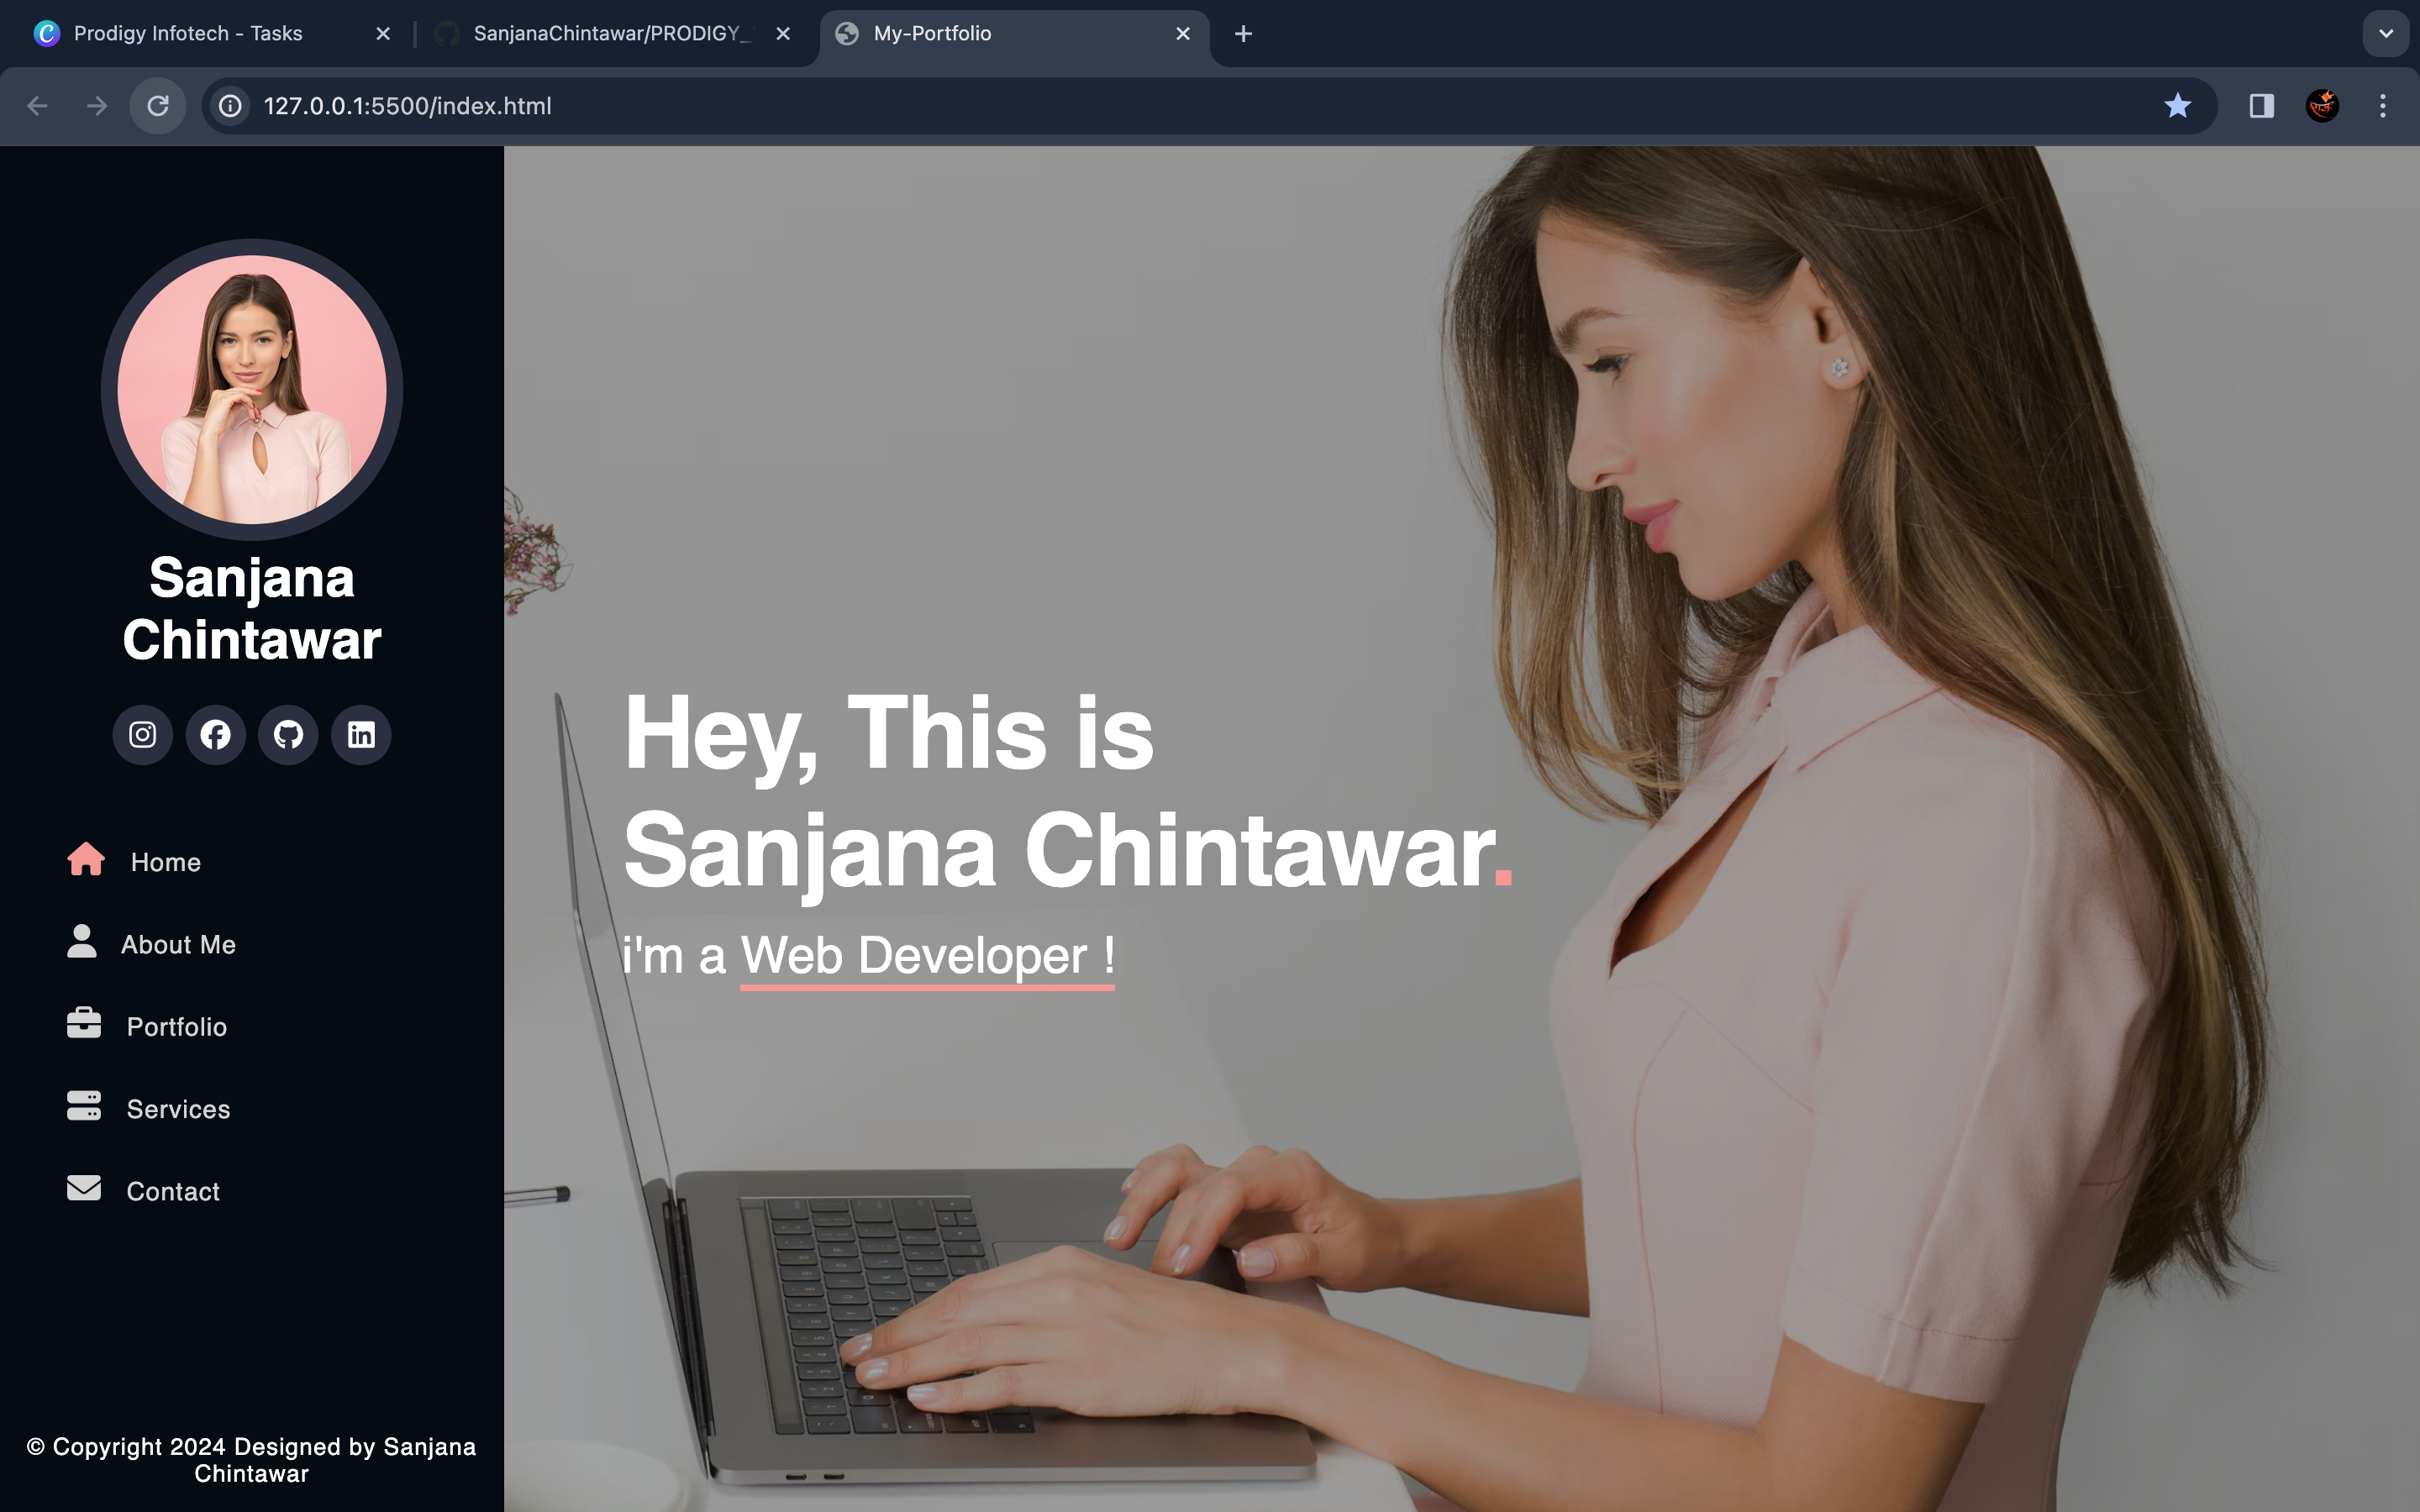 Prodigy Infotech - Tasks
SanjanaChintawar/PRODIGY_
My-Portfolio
127.0.0.1:5500/index.html
Sanjana
Chintawar
Home
About Me
Portfolio
Services
Contact
© Copyright 2024 Designed by Sanjana
Chintawar
Hey, This is
Sanjana Chintawar.
i'm a Web Developer !